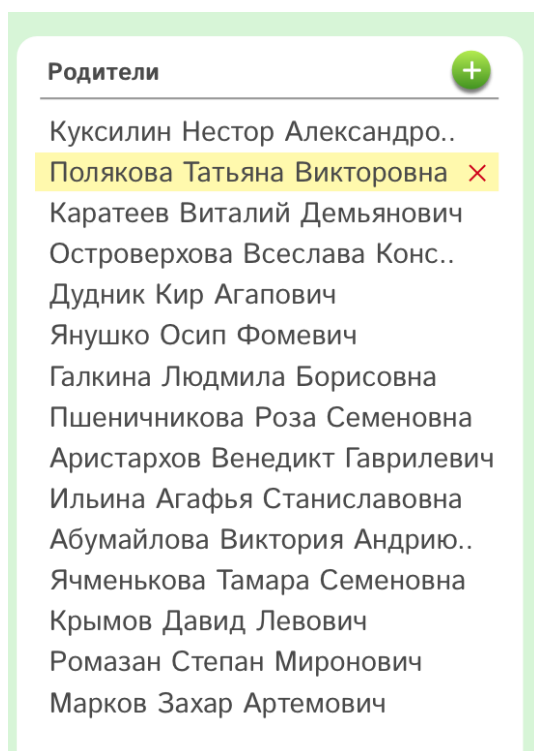 Родители
Куксилин Нестор Александро..
Полякова Татьяна Викторовна
Каратеев Виталий Демьянович
Островерхова Всеслава Конс..
Дудник Кир Агапович
Янушко Осип Фомевич
Галкина Людмила Борисовна
Пшеничникова Роза Семеновна
Аристархов Венедикт Гаврилевич
Ильина Агафья Станиславовна
Абумайлова Виктория Андрию..
Ячменькова Тамара Семеновна
Крымов Давид Левович
Ромазан Степан Миронович
Марков Захар Артемович